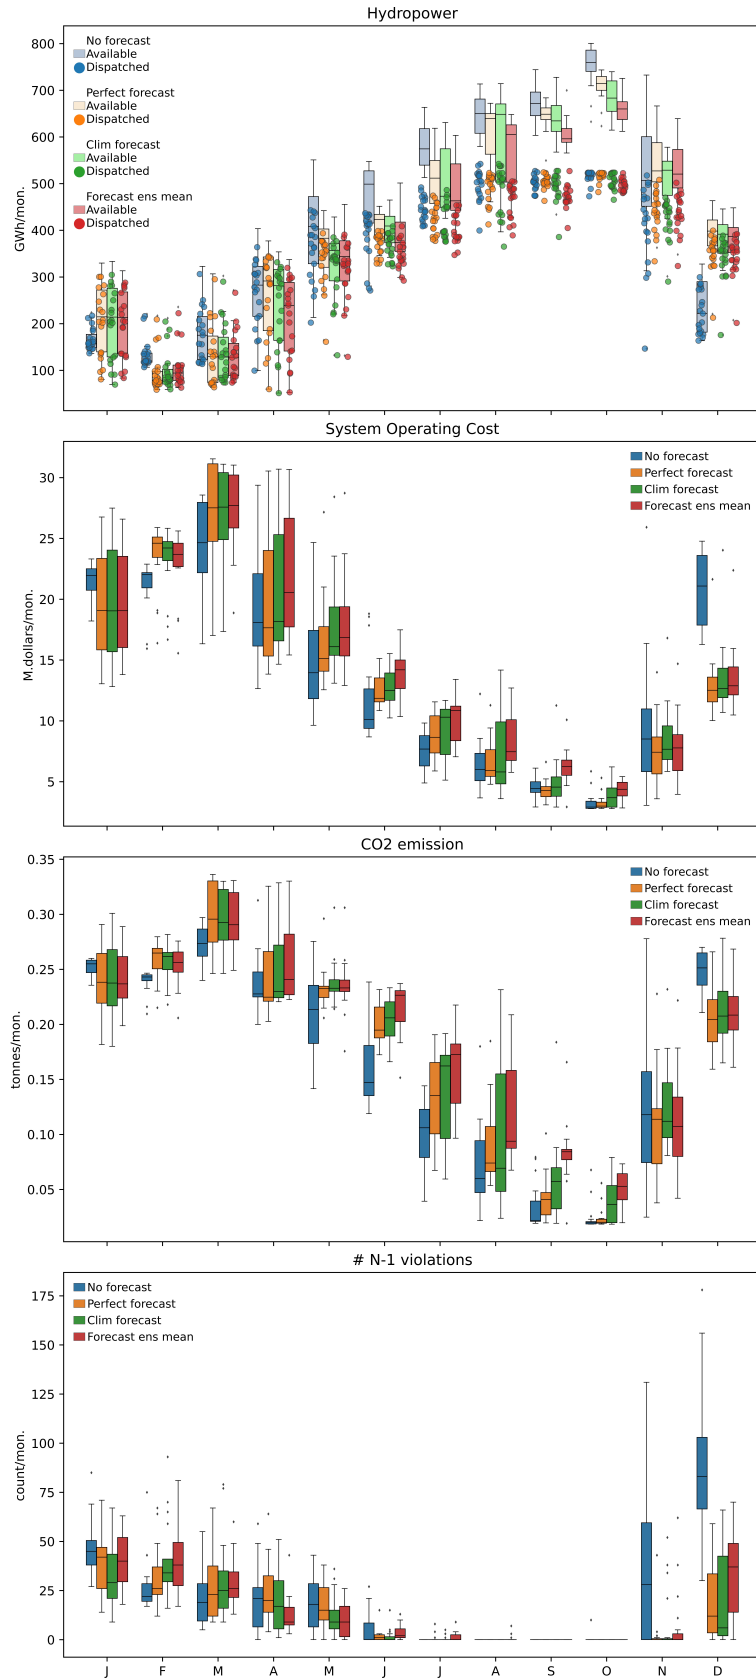 Hydropower
800
700
600
500
400
300
200
100
GWh/mon.
No forecast
Available
Dispatched
Perfect forecast
Available
Dispatched
Clim forecast
Available
Dispatched
Forecast ens mean
Available
Dispatched
System Operating Cost
30
25
20
15
10
5
M.dollars/mon.
No forecast
Perfect forecast
Clim forecast
Forecast ens mean
CO2 emission
0.35
0.30
0.25
0.20
0.15
0.10
0.05
tonnes/mon.
No forecast
Perfect forecast
Clim forecast
Forecast ens mean
# N-1 violations
175
150
125
100
75
50
25
0
count/mon.
No forecast
Perfect forecast
Clim forecast
Forecast ens mean
J F M A M J J A S O N D